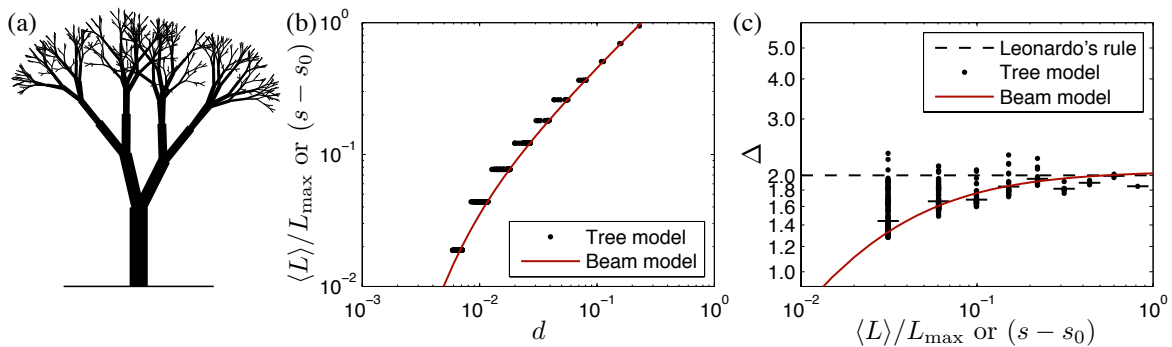 (a)
(b)
⟨L⟩/L_max or (s − s_0)
10^0
10^−1
10^−2
10^−3
10^−2
10^−1
10^0
d
Tree model
Beam model
(c)
Δ
5.0
4.0
2.0
1.8
1.6
1.4
1.2
1.0
10^−2
10^−1
10^0
⟨L⟩/L_max or (s − s_0)
Leonardo's rule
Tree model
Beam model